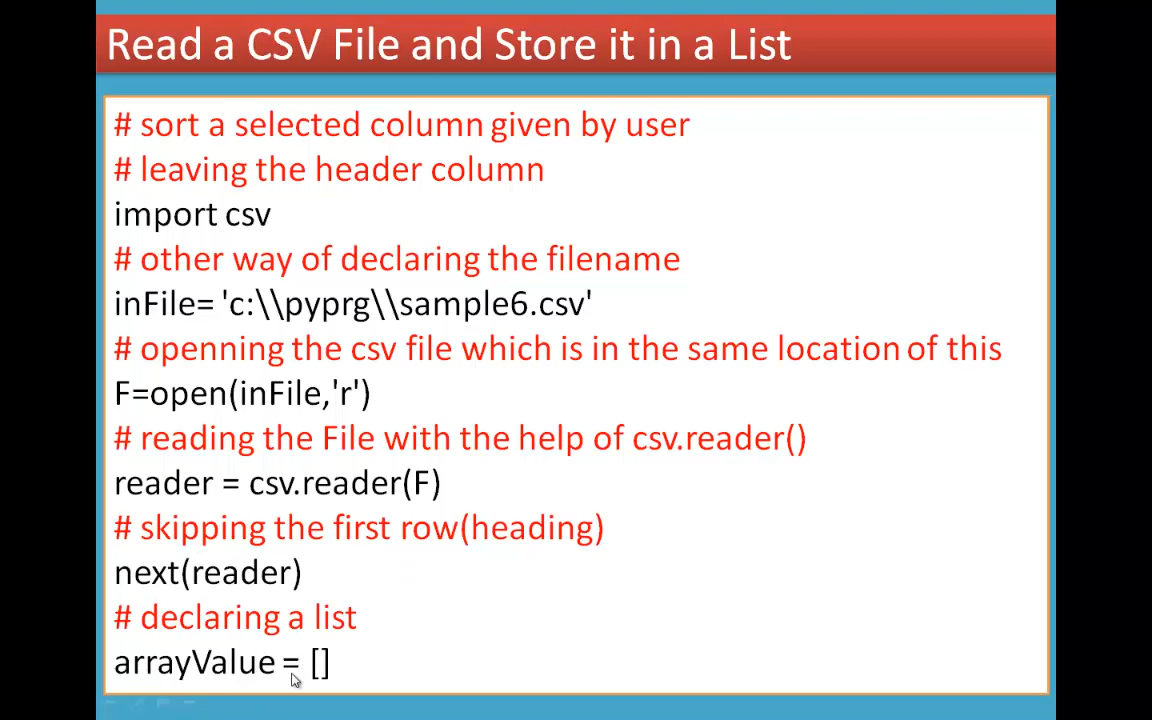 Read a CSV File and Store it in a List
# sort a selected column given by user
# leaving the header column
import csv
# other way of declaring the filename
inFile= 'c:\\pyprg\\sample6.csv'
# openning the csv file which is in the same location of this
F=open(inFile,'r')
# reading the File with the help of csv.reader()
reader = csv.reader(F)
# skipping the first row(heading)
next(reader)
# declaring a list
arrayValue = []